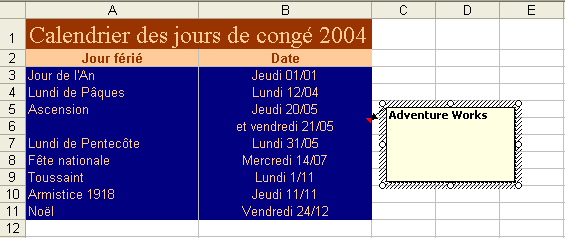 A B C D E
1 Calendrier des jours de congé 2004
2 Jour férié Date
3 Jour de l'An Jeudi 01/01
4 Lundi de Pâques Lundi 12/04
5 Ascension Jeudi 20/05
Adventure Works
6 et vendredi 21/05
7 Lundi de Pentecôte Lundi 31/05
8 Fête nationale Mercredi 14/07
9 Toussaint Lundi 1/11
10 Armistice 1918 Jeudi 11/11
11 Noël Vendredi 24/12
12